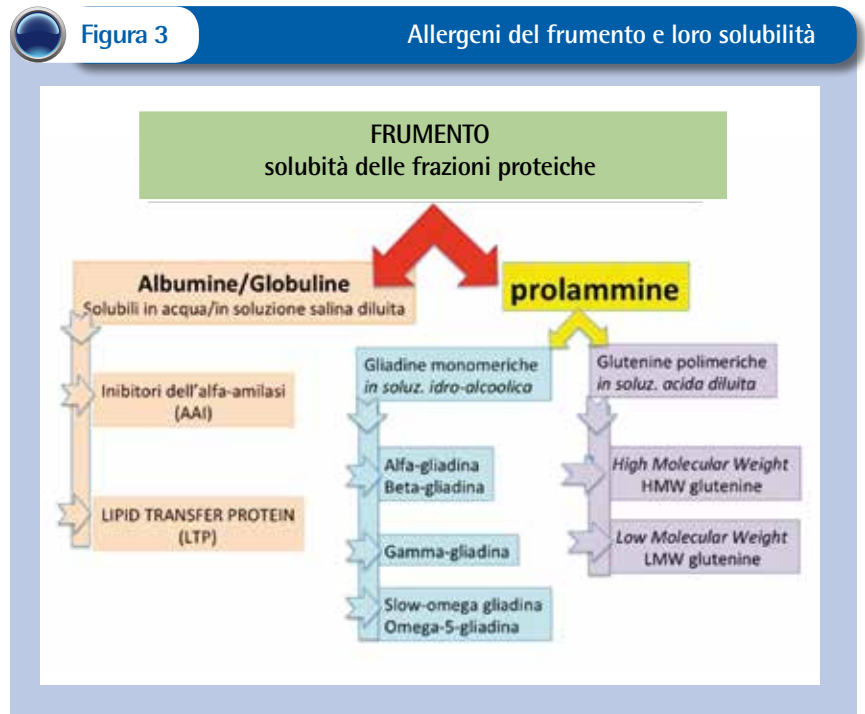 Figura 3
Allergeni del frumento e loro solubilità
FRUMENTO
solubità delle frazioni proteiche
Albumine/Globuline
Solubili in acqua/in soluzione salina diluita
Inibitori dell'alfa-amilasi
(AAI)
LIPID TRANSFER PROTEIN
(LTP)
prolammine
Gliadine monomeriche
in soluz. idro-alcoolica
Alfa-gliadina
Beta-gliadina
Gamma-gliadina
Slow-omega gliadina
Omega-5-gliadina
Glutenine polimeriche
in soluz. acida diluita
High Molecular Weight
HMW glutenine
Low Molecular Weight
LMW glutenine